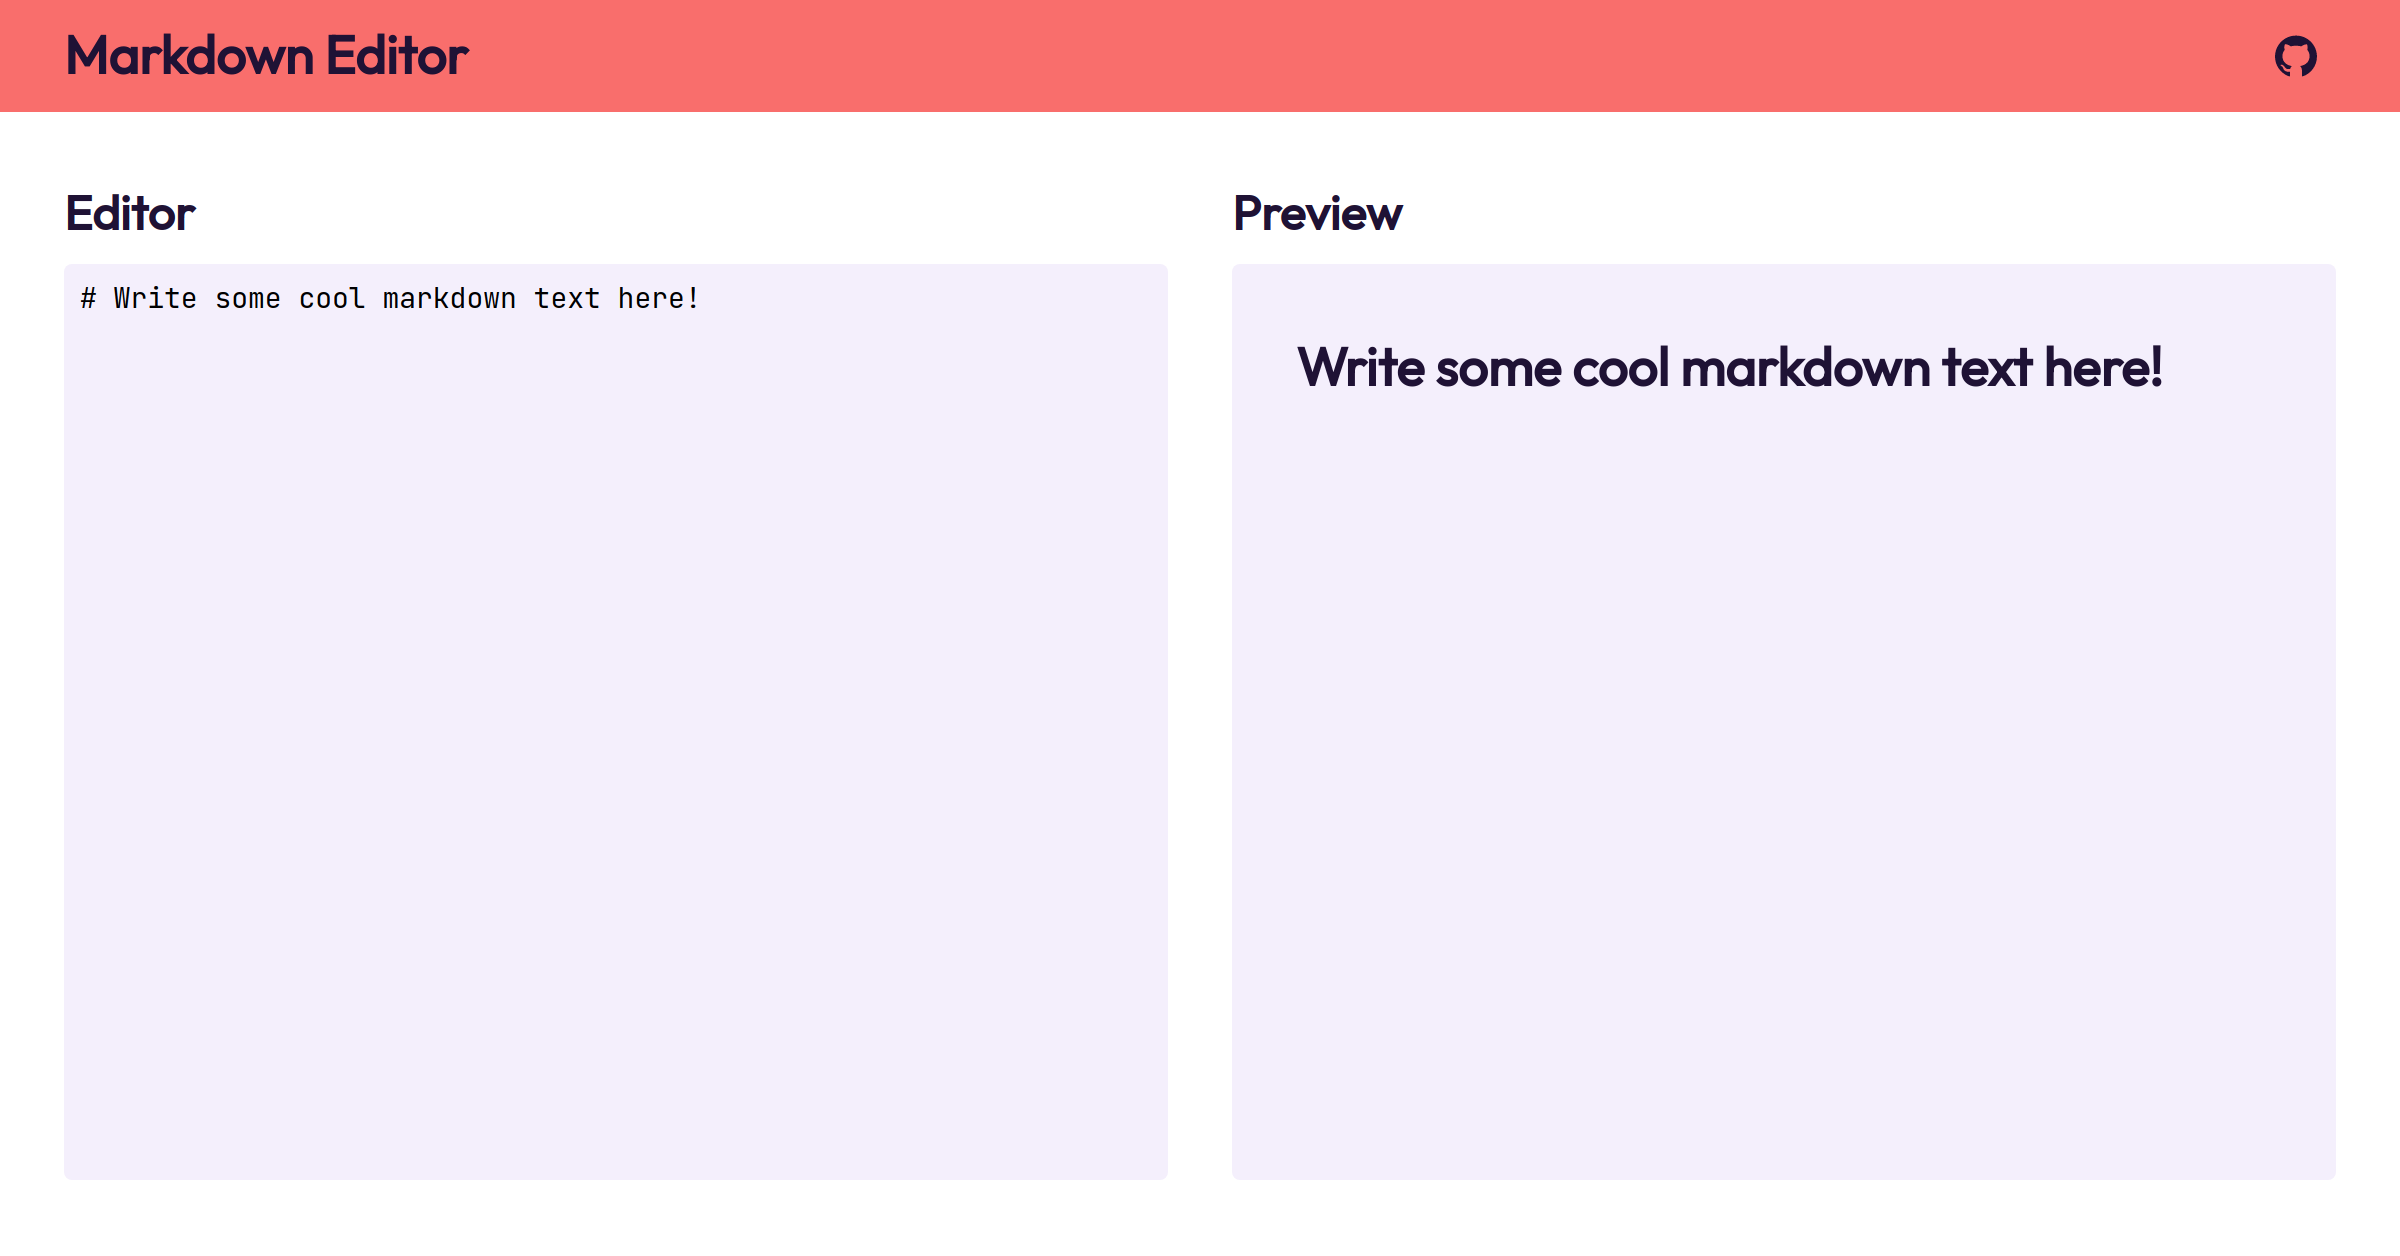 Markdown Editor
Editor
Preview
# Write some cool markdown text here!
Write some cool markdown text here!